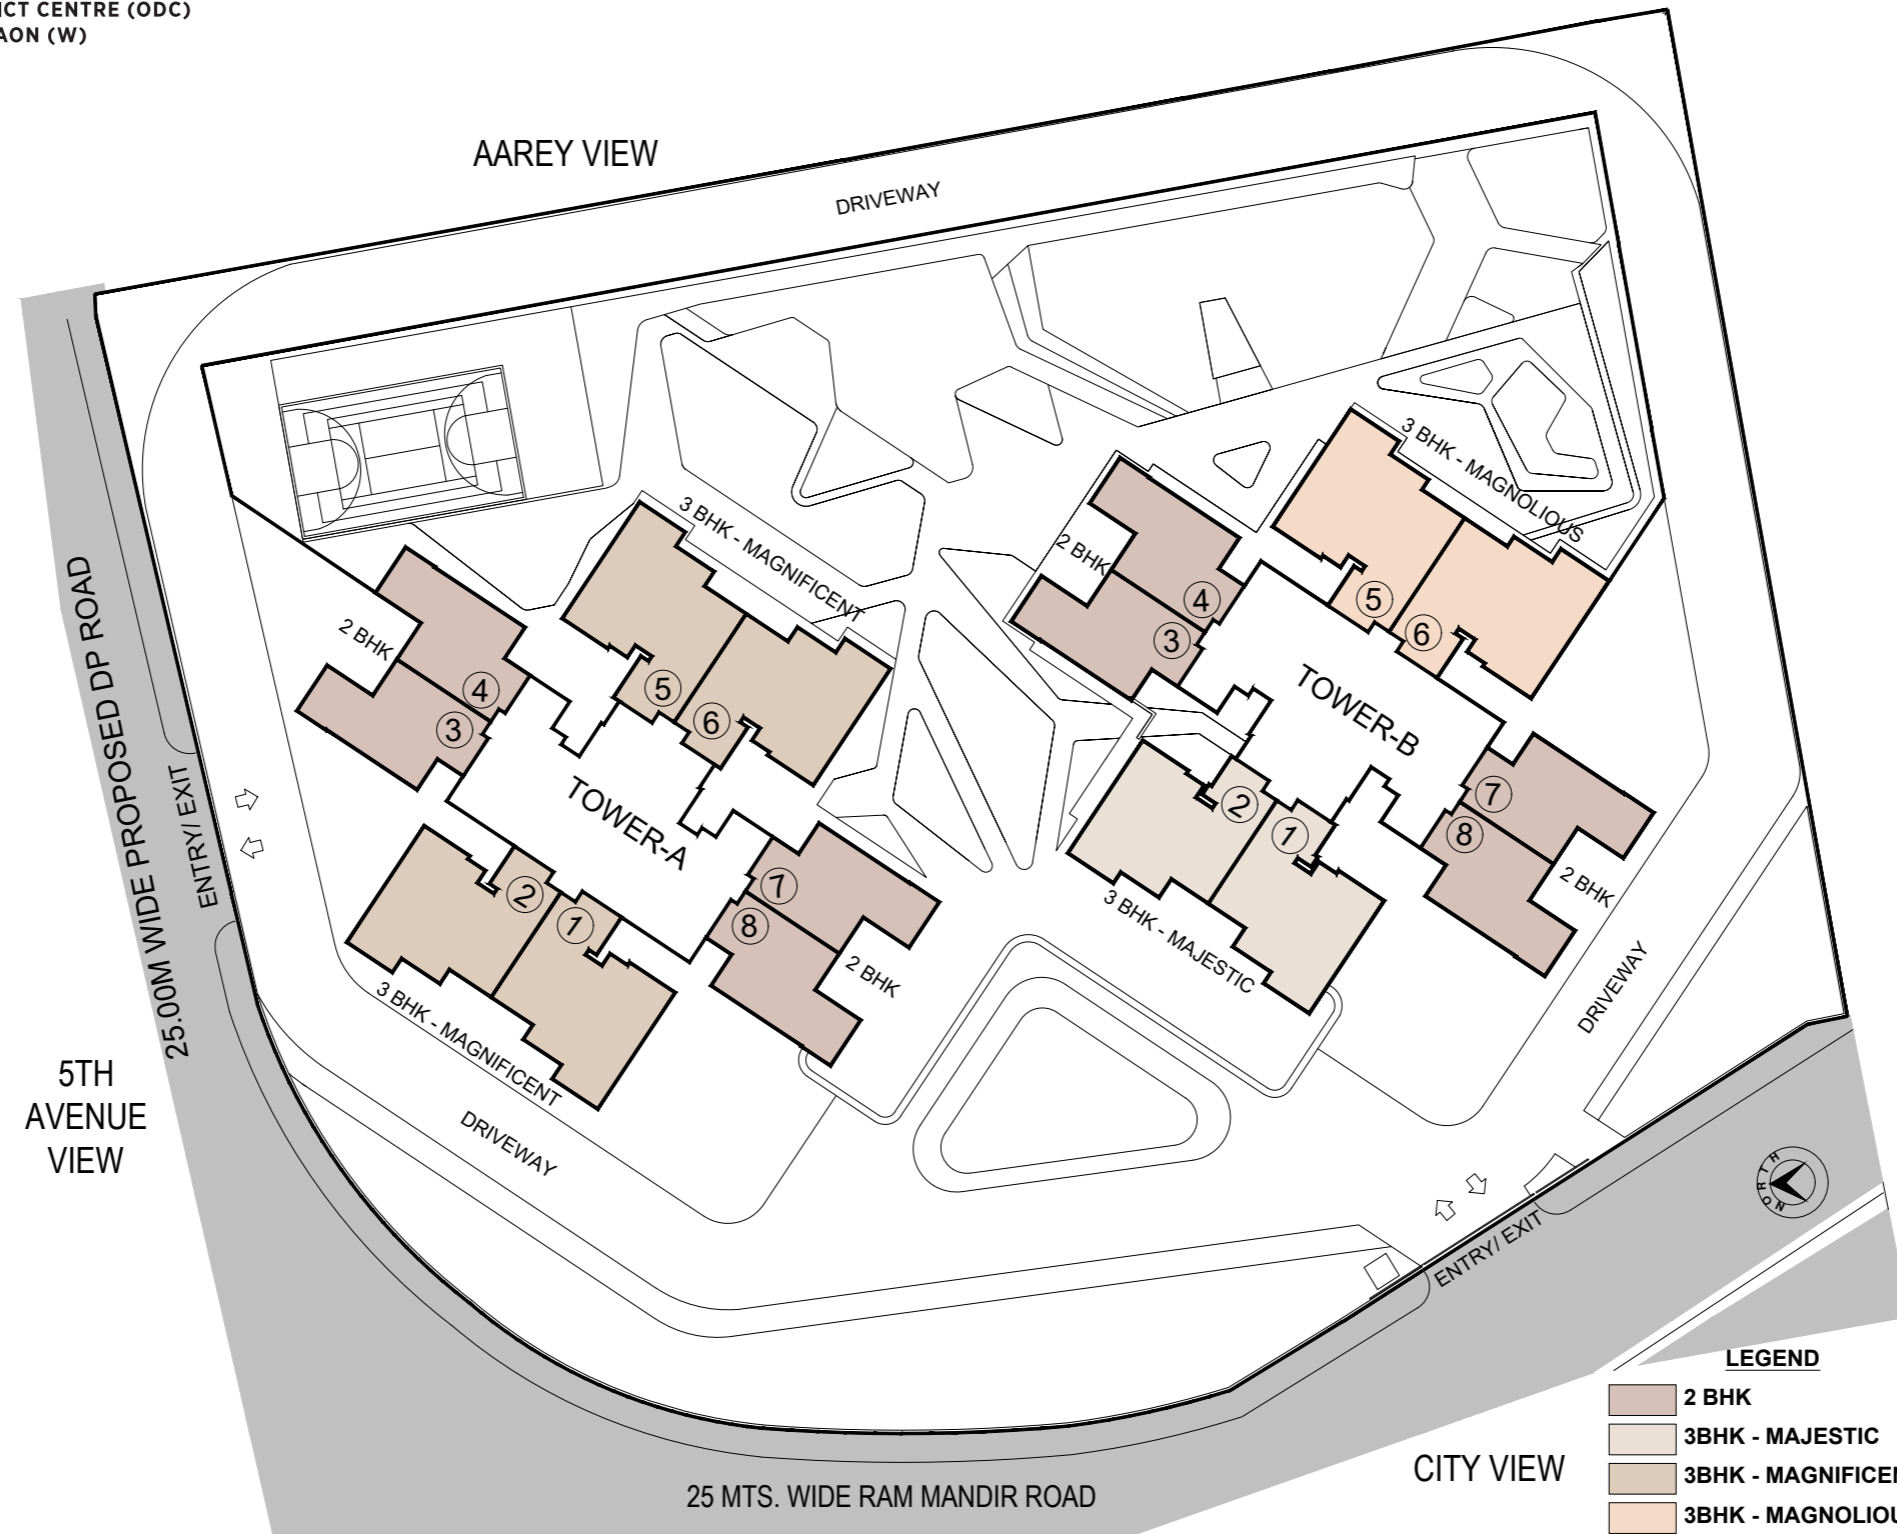 ICT CENTRE (ODC)
AON (W)
AAREY VIEW
DRIVEWAY
25.00M WIDE PROPOSED DP ROAD
ENTRY/ EXIT
5TH
AVENUE
VIEW
3 BHK - MAGNIFICENT
2 BHK
4
3
5
6
TOWER-A
2
1
7
8
2 BHK
3 BHK - MAGNIFICENT
DRIVEWAY
3 BHK - MAGNOLIOUS
2 BHK
4
3
5
6
TOWER-B
2
1
7
8
2 BHK
3 BHK - MAJESTIC
DRIVEWAY
ENTRY/ EXIT
NORTH
25 MTS. WIDE RAM MANDIR ROAD
CITY VIEW
LEGEND
2 BHK
3BHK - MAJESTIC
3BHK - MAGNIFICEN
3BHK - MAGNOLIOU